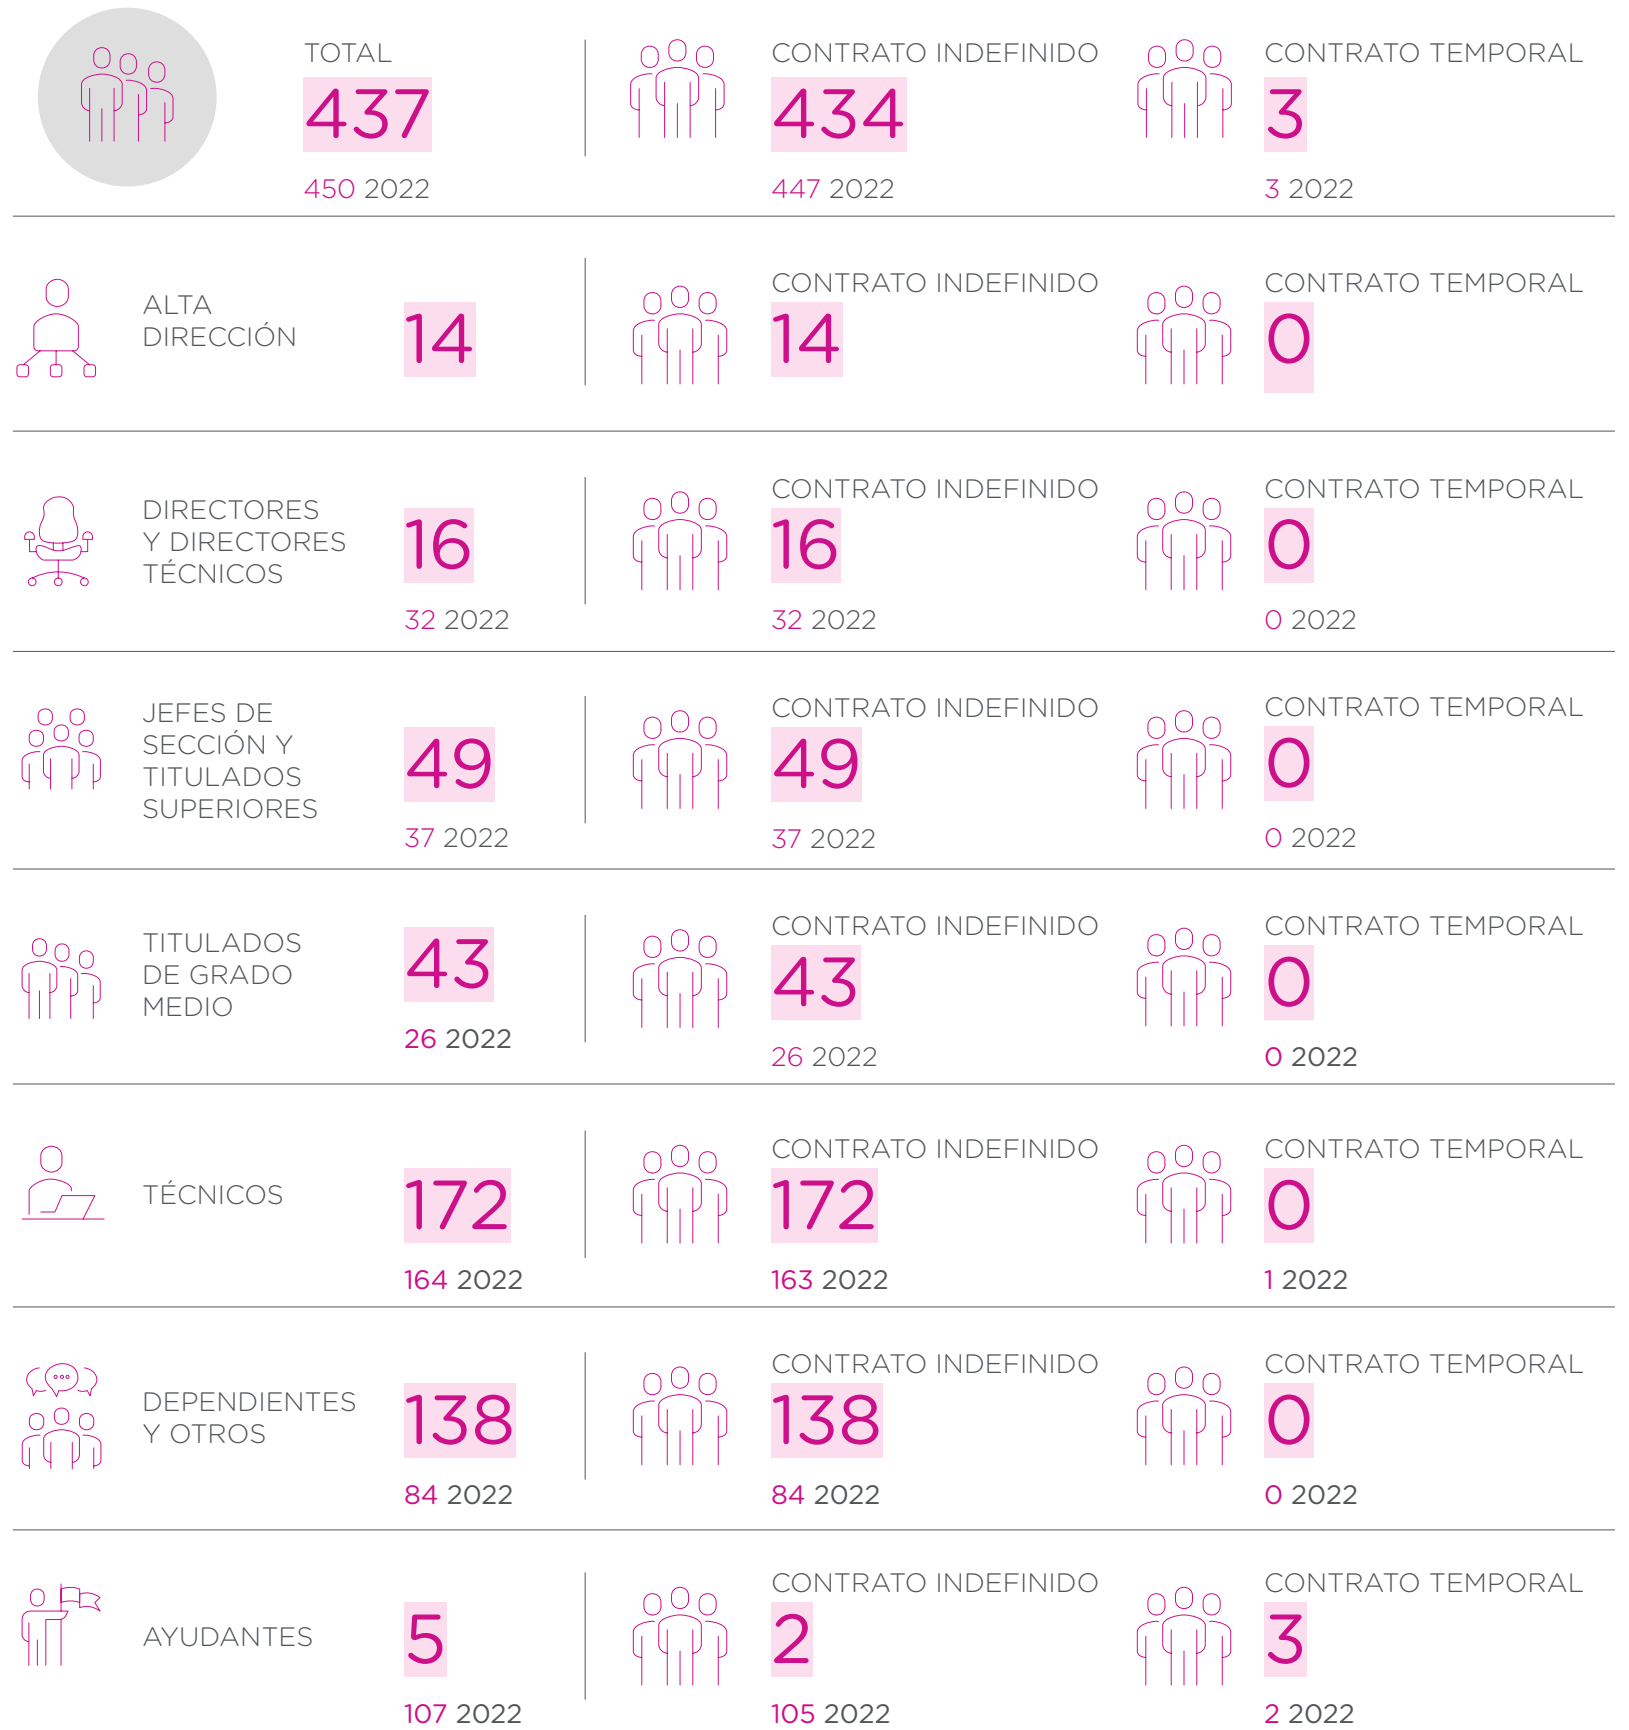 TOTAL
437
450 2022
CONTRATO INDEFINIDO
434
447 2022
CONTRATO TEMPORAL
3
3 2022
ALTA
DIRECCIÓN
14
CONTRATO INDEFINIDO
14
CONTRATO TEMPORAL
0
DIRECTORES
Y DIRECTORES
TÉCNICOS
16
32 2022
CONTRATO INDEFINIDO
16
32 2022
CONTRATO TEMPORAL
0
0 2022
JEFES DE
SECCIÓN Y
TITULADOS
SUPERIORES
49
37 2022
CONTRATO INDEFINIDO
49
37 2022
CONTRATO TEMPORAL
0
0 2022
TITULADOS
DE GRADO
MEDIO
43
26 2022
CONTRATO INDEFINIDO
43
26 2022
CONTRATO TEMPORAL
0
0 2022
TÉCNICOS
172
164 2022
CONTRATO INDEFINIDO
172
163 2022
CONTRATO TEMPORAL
0
1 2022
DEPENDIENTES
Y OTROS
138
84 2022
CONTRATO INDEFINIDO
138
84 2022
CONTRATO TEMPORAL
0
0 2022
AYUDANTES
5
107 2022
CONTRATO INDEFINIDO
2
105 2022
CONTRATO TEMPORAL
3
2 2022